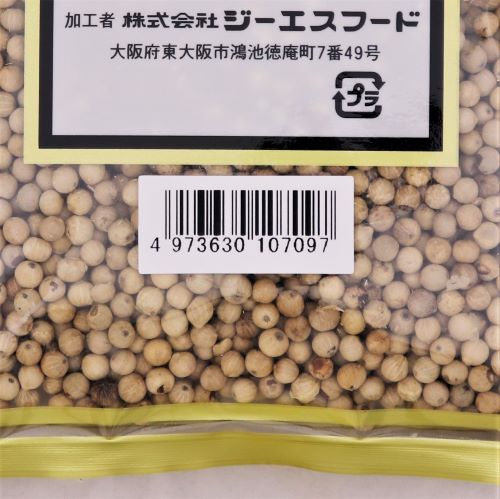 加工者 株式会社 ジーエスフード
大阪府東大阪市鴻池徳庵町7番49号
プラ
4 973630 107097